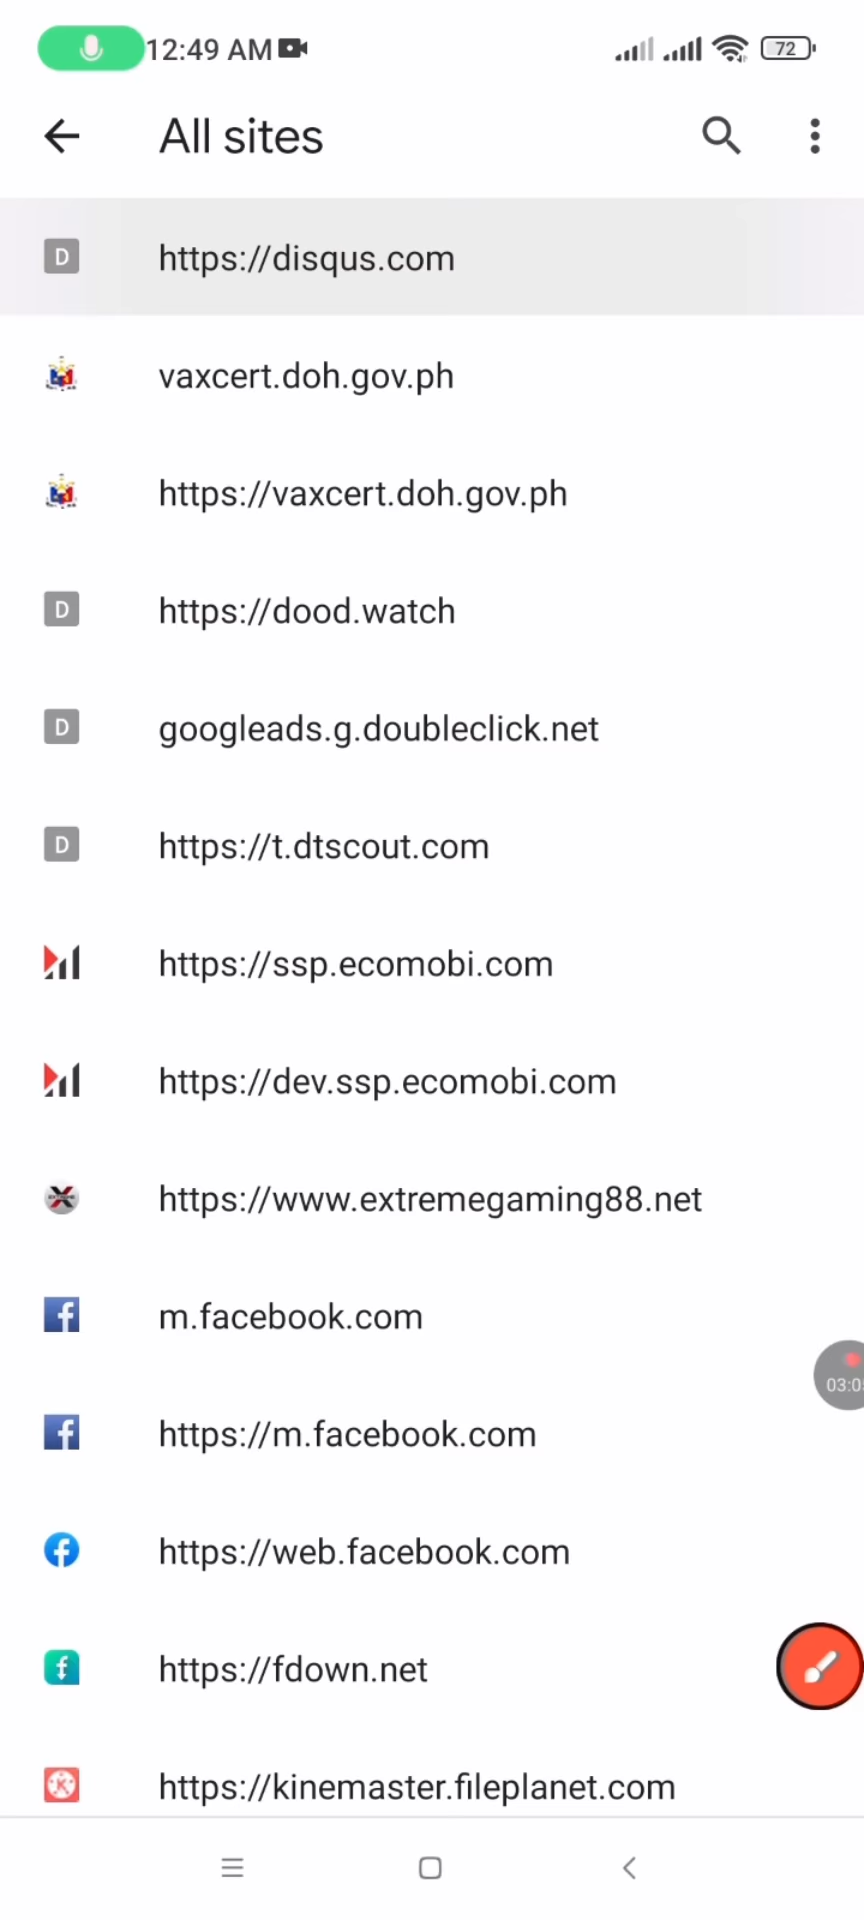 12:49 AM
72
All sites
D
https://disqus.com
vaxcert.doh.gov.ph
https://vaxcert.doh.gov.ph
D
https://dood.watch
D
googleads.g.doubleclick.net
D
https://t.dtscout.com
https://ssp.ecomobi.com
https://dev.ssp.ecomobi.com
https://www.extremegaming88.net
m.facebook.com
https://m.facebook.com
03:0
https://web.facebook.com
https://fdown.net
K
https://kinemaster.fileplanet.com